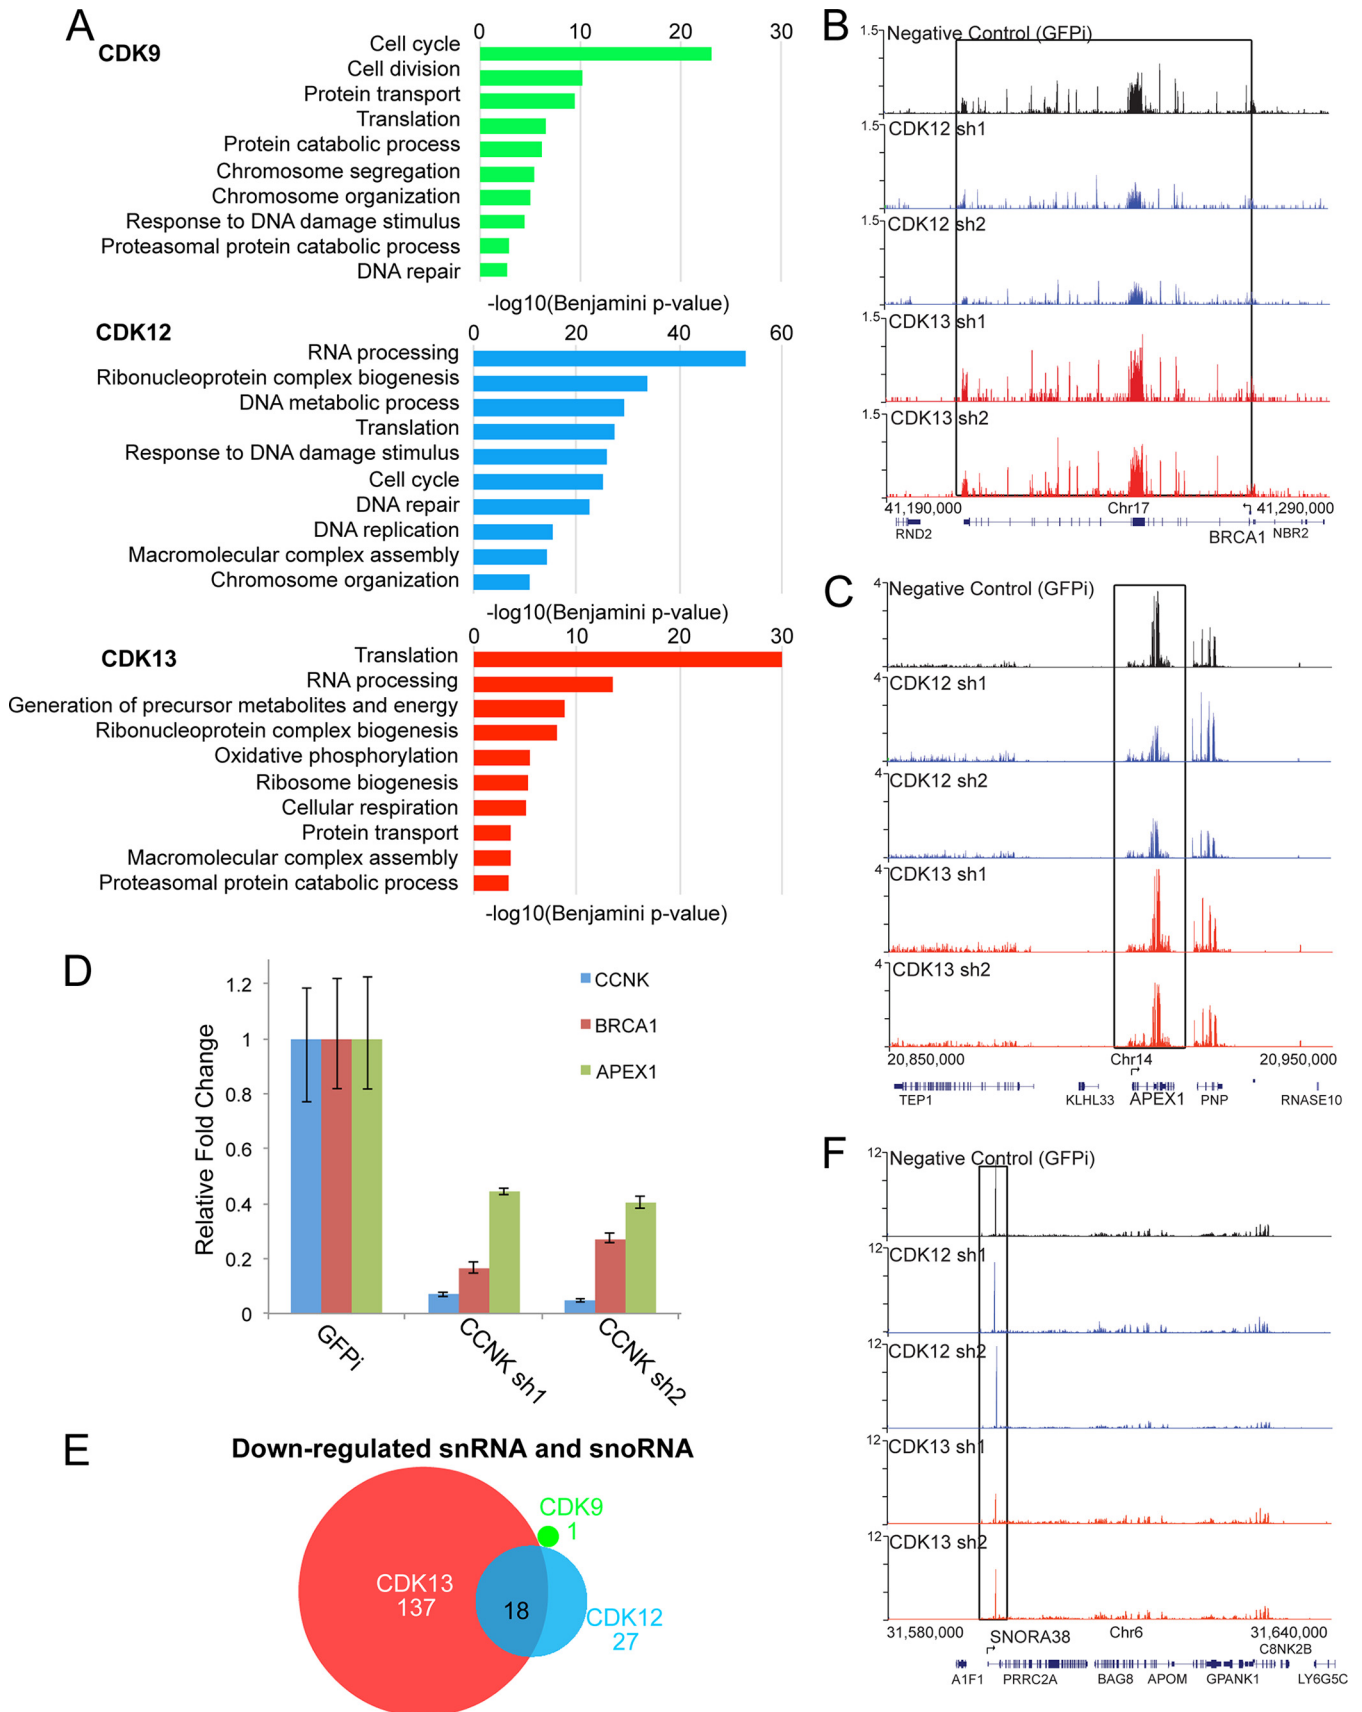 A
CDK9
0 10 20 30
Cell cycle
Cell division
Protein transport
Translation
Protein catabolic process
Chromosome segregation
Chromosome organization
Response to DNA damage stimulus
Proteasomal protein catabolic process
DNA repair
-log10(Benjamini p-value)
CDK12
0 20 40 60
RNA processing
Ribonucleoprotein complex biogenesis
DNA metabolic process
Translation
Response to DNA damage stimulus
Cell cycle
DNA repair
DNA replication
Macromolecular complex assembly
Chromosome organization
-log10(Benjamini p-value)
CDK13
0 10 20 30
Translation
RNA processing
Generation of precursor metabolites and energy
Ribonucleoprotein complex biogenesis
Oxidative phosphorylation
Ribosome biogenesis
Cellular respiration
Protein transport
Macromolecular complex assembly
Proteasomal protein catabolic process
-log10(Benjamini p-value)
B
1.5 Negative Control (GFPi)
1.5 CDK12 sh1
1.5 CDK12 sh2
1.5 CDK13 sh1
1.5 CDK13 sh2
41,190,000 Chr17 41,290,000
RND2 BRCA1 NBR2
C
4 Negative Control (GFPi)
4 CDK12 sh1
4 CDK12 sh2
4 CDK13 sh1
4 CDK13 sh2
20,850,000 Chr14 20,950,000
TEP1 KLHL33 APEX1 PNP RNASE10
D
Relative Fold Change
1.2
1
0.8
0.6
0.4
0.2
0
CCNK
BRCA1
APEX1
GFPi
CCNK sh1
CCNK sh2
E
Down-regulated snRNA and snoRNA
CDK9
1
CDK13
137
18
CDK12
27
F
12 Negative Control (GFPi)
12 CDK12 sh1
12 CDK12 sh2
12 CDK13 sh1
12 CDK13 sh2
31,580,000 SNORA38 Chr6 31,640,000
C8NK2B
A1F1 PRRC2A BAG8 APOM GPANK1 LY6G5C